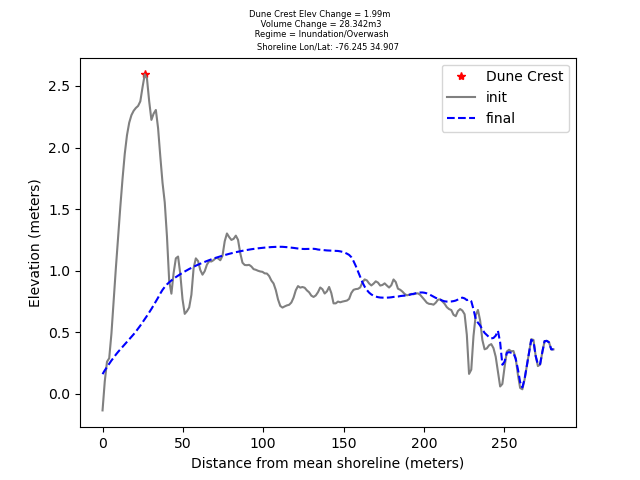 Dune Crest Elev Change = 1.99m
Volume Change = 28.342m3
Regime = Inundation/Overwash
Shoreline Lon/Lat: -76.245 34.907
Dune Crest
init
final
2.5
2.0
1.5
1.0
0.5
0.0
Elevation (meters)
0 50 100 150 200 250
Distance from mean shoreline (meters)